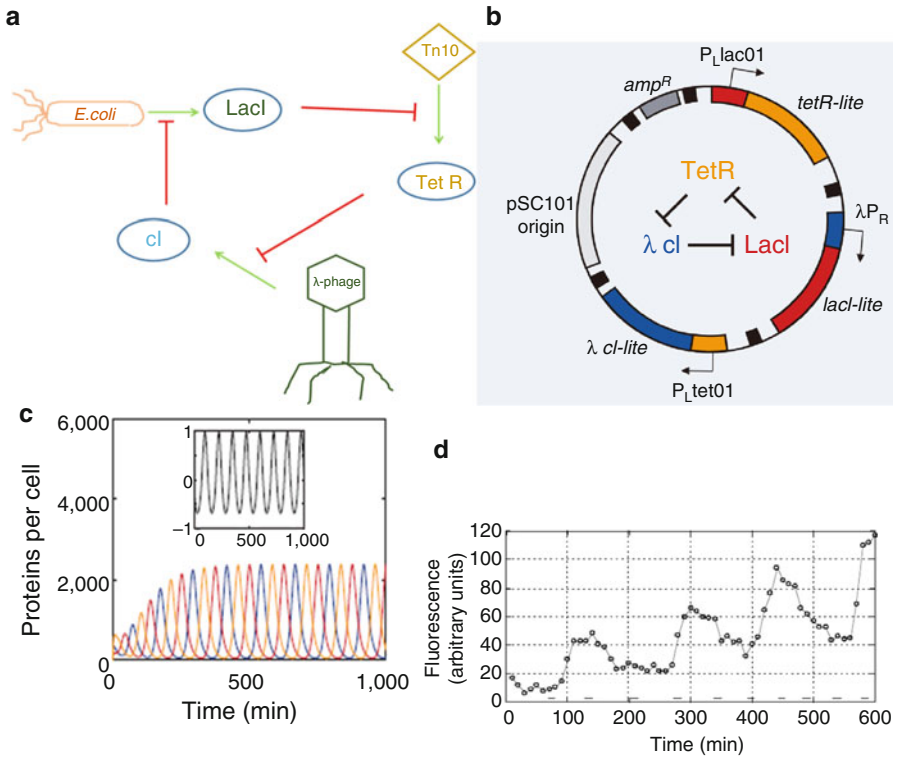 a
Tn10
E.coli
LacI
Tet R
cI
λ-phage
b
PLlac01
ampR
tetR-lite
TetR
pSC101
origin
λPR
λ cI
LacI
lacI-lite
λ cI-lite
PLtet01
c
6,000
4,000
2,000
0
Proteins per cell
1
0
−1
0 500 1,000
0 500 1,000
Time (min)
d
120
100
80
60
40
20
0
Fluorescence
(arbitrary units)
0 100 200 300 400 500 600
Time (min)